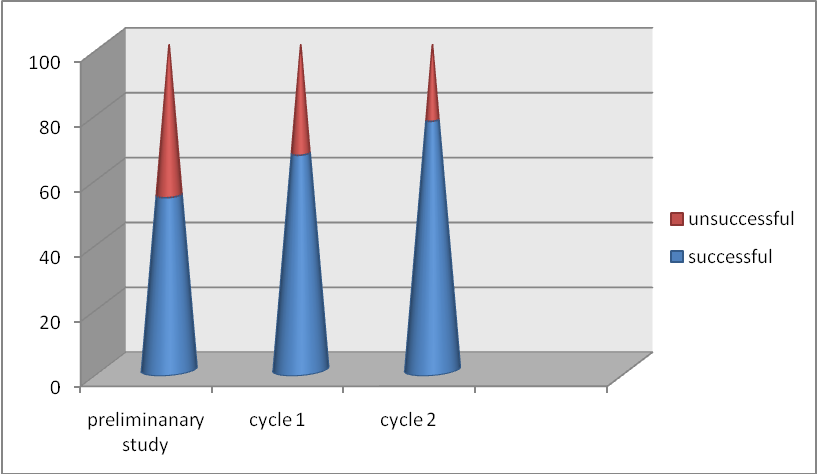 100
80
60
40
20
0
preliminanary
study
cycle 1
cycle 2
unsuccessful
successful